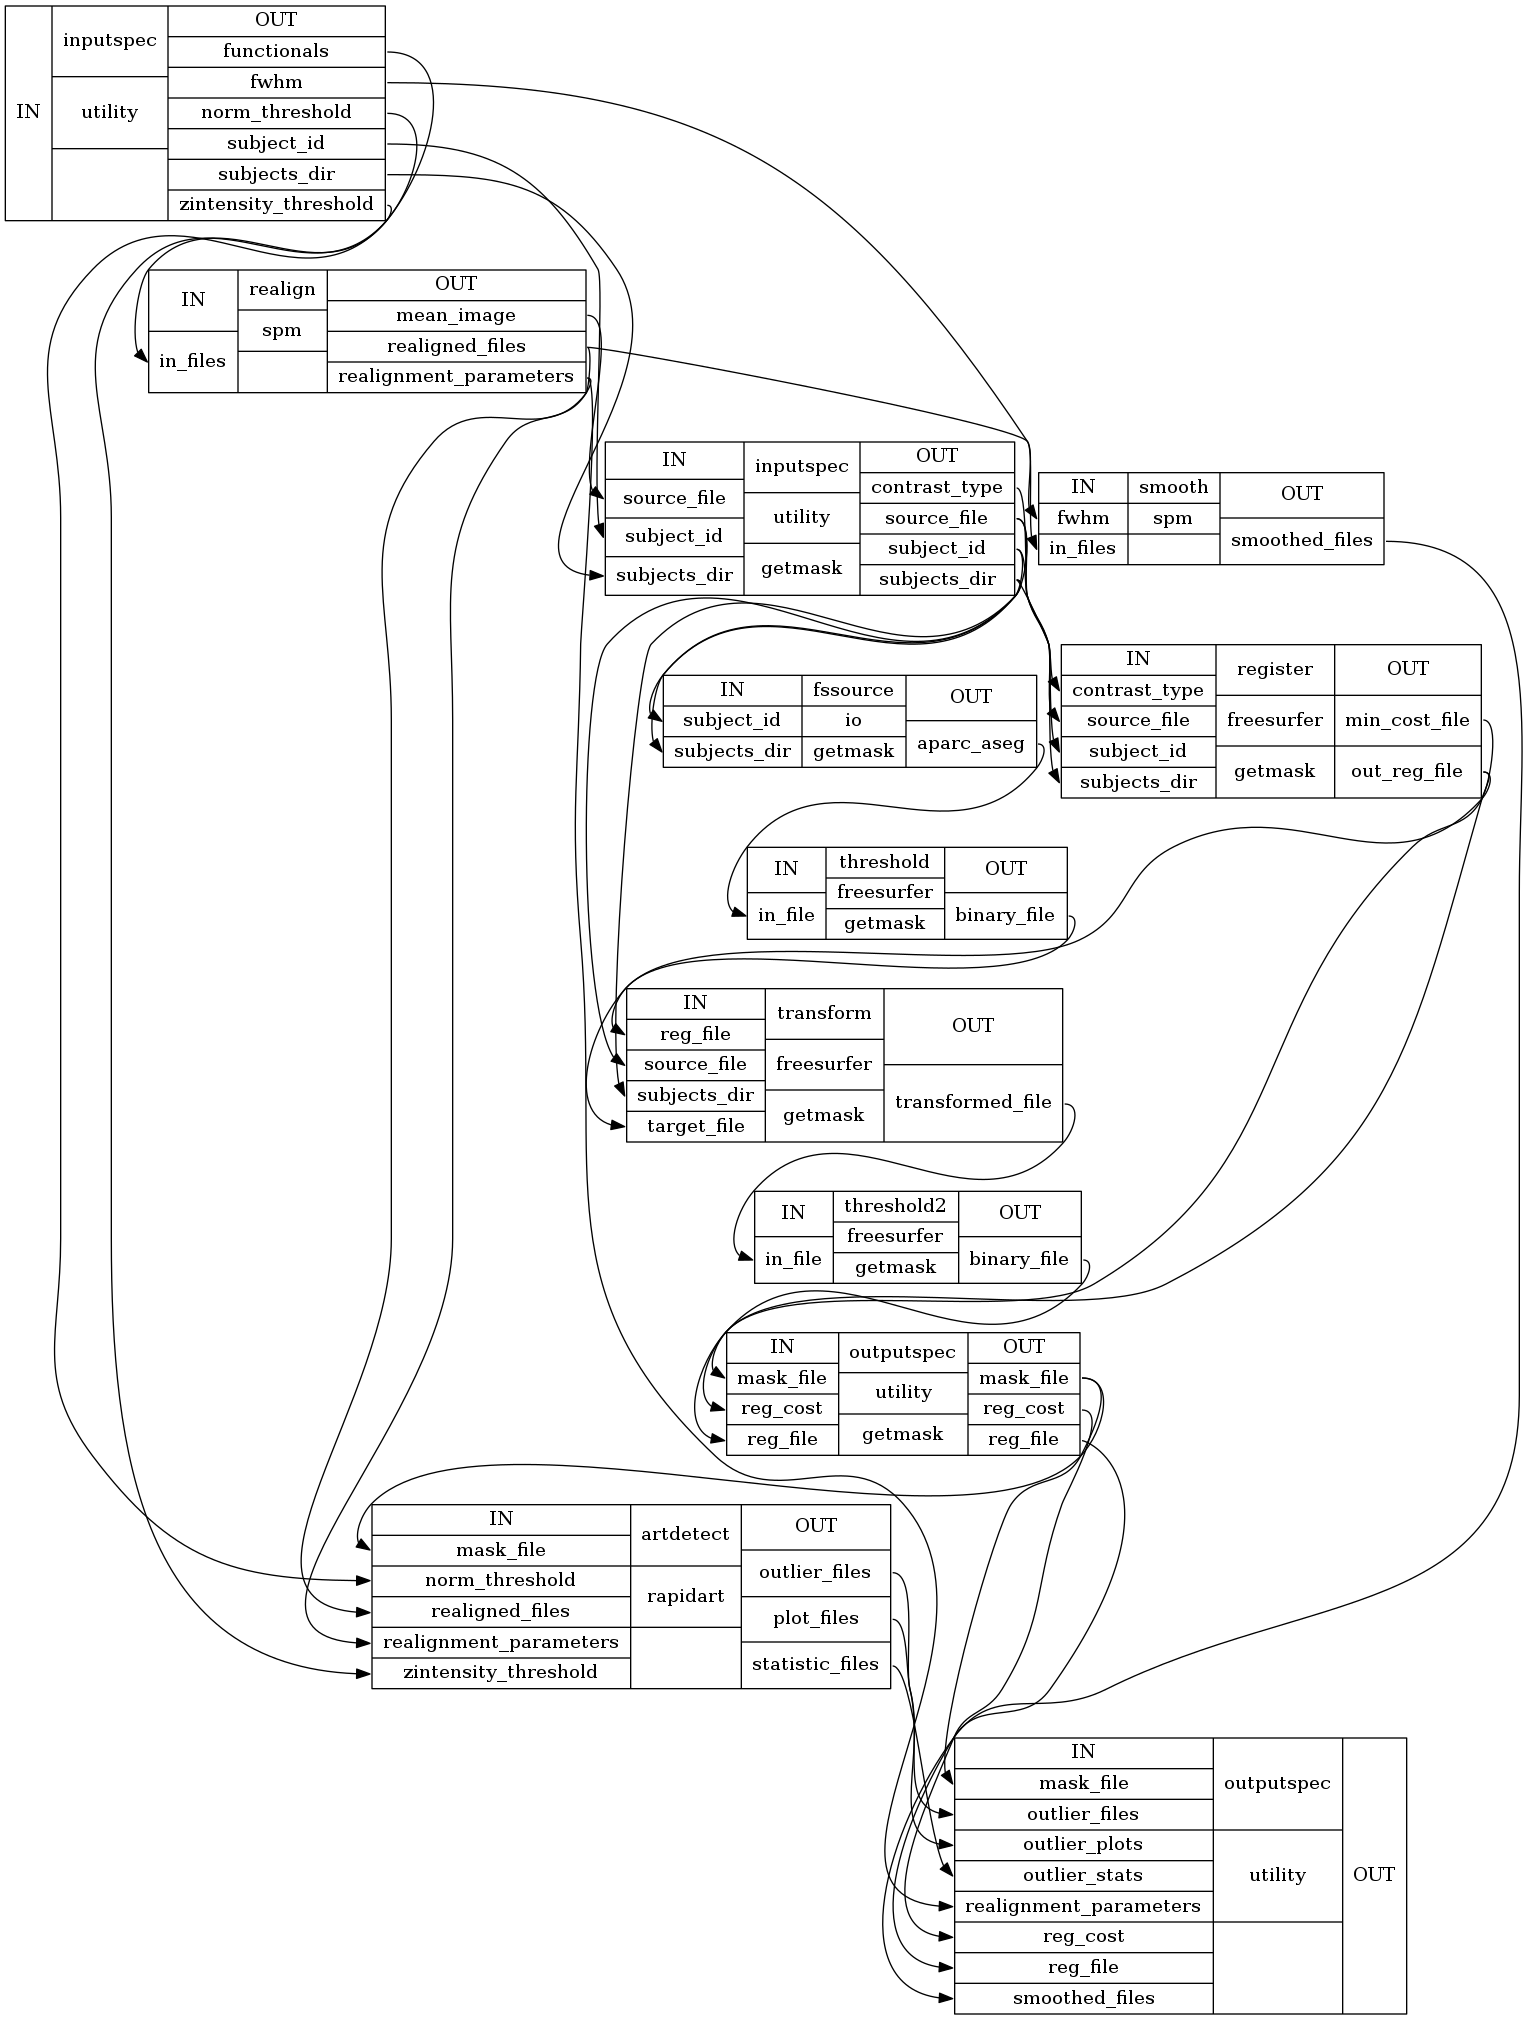 IN
inputspec
utility
OUT
functionals
fwhm
norm_threshold
subject_id
subjects_dir
zintensity_threshold
IN
in_files
realign
spm
OUT
mean_image
realigned_files
realignment_parameters
IN
source_file
subject_id
subjects_dir
inputspec
utility
getmask
OUT
contrast_type
source_file
subject_id
subjects_dir
IN
fwhm
in_files
smooth
spm
OUT
smoothed_files
IN
contrast_type
source_file
subject_id
subjects_dir
register
freesurfer
getmask
OUT
min_cost_file
out_reg_file
IN
subject_id
subjects_dir
fssource
io
getmask
OUT
aparc_aseg
IN
in_file
threshold
freesurfer
getmask
OUT
binary_file
IN
reg_file
source_file
subjects_dir
target_file
transform
freesurfer
getmask
OUT
transformed_file
IN
in_file
threshold2
freesurfer
getmask
OUT
binary_file
IN
mask_file
reg_cost
reg_file
outputspec
utility
getmask
OUT
mask_file
reg_cost
reg_file
IN
mask_file
norm_threshold
realigned_files
realignment_parameters
zintensity_threshold
artdetect
rapidart
OUT
outlier_files
plot_files
statistic_files
IN
mask_file
outlier_files
outlier_plots
outlier_stats
realignment_parameters
reg_cost
reg_file
smoothed_files
outputspec
utility
OUT